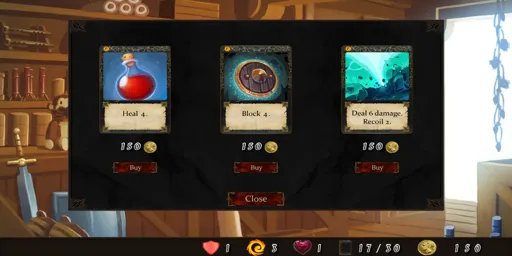 Heal 4.
Block 4.
Deal 6 damage.
Recoil 2.
150
150
150
Buy
Buy
Buy
Close
1 3 1 17/30 150